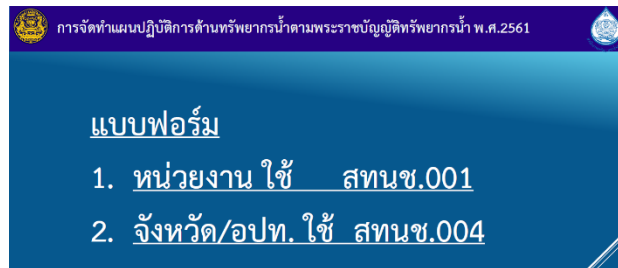 การจัดทำแผนปฏิบัติการด้านทรัพยากรน้ำตามพระราชบัญญัติทรัพยากรน้ำ พ.ศ.2561
แบบฟอร์ม
1. หน่วยงาน ใช้ สทนช.001
2. จังหวัด/อปท. ใช้ สทนช.004